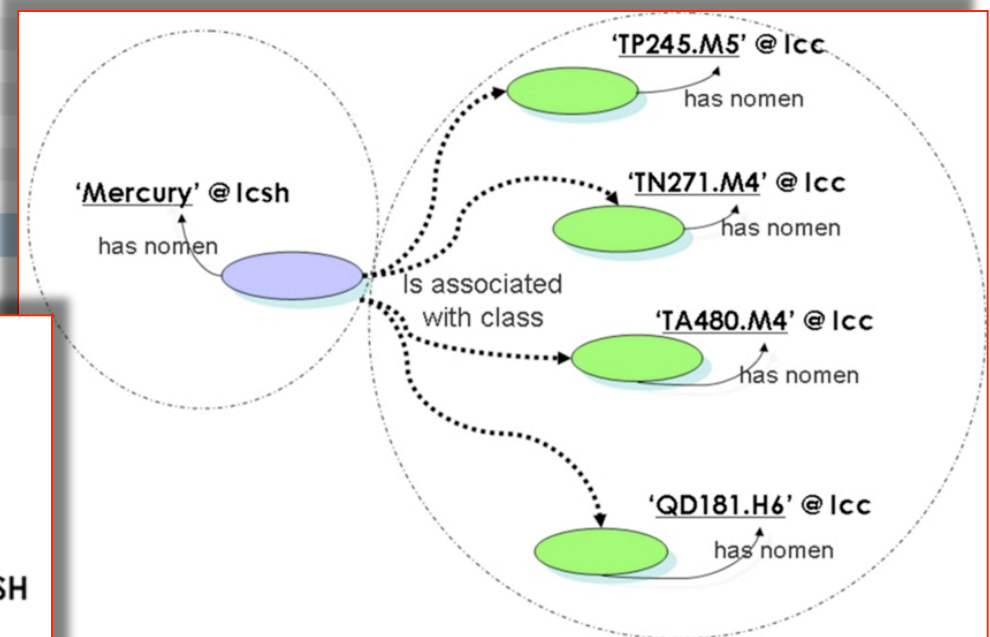 ‘TP245.M5’ @ lcc
has nomen
‘Mercury’ @ lcsh
has nomen
‘TN271.M4’ @ lcc
has nomen
Is associated
with class
‘TA480.M4’ @ lcc
has nomen
‘QD181.H6’ @ lcc
has nomen
SH